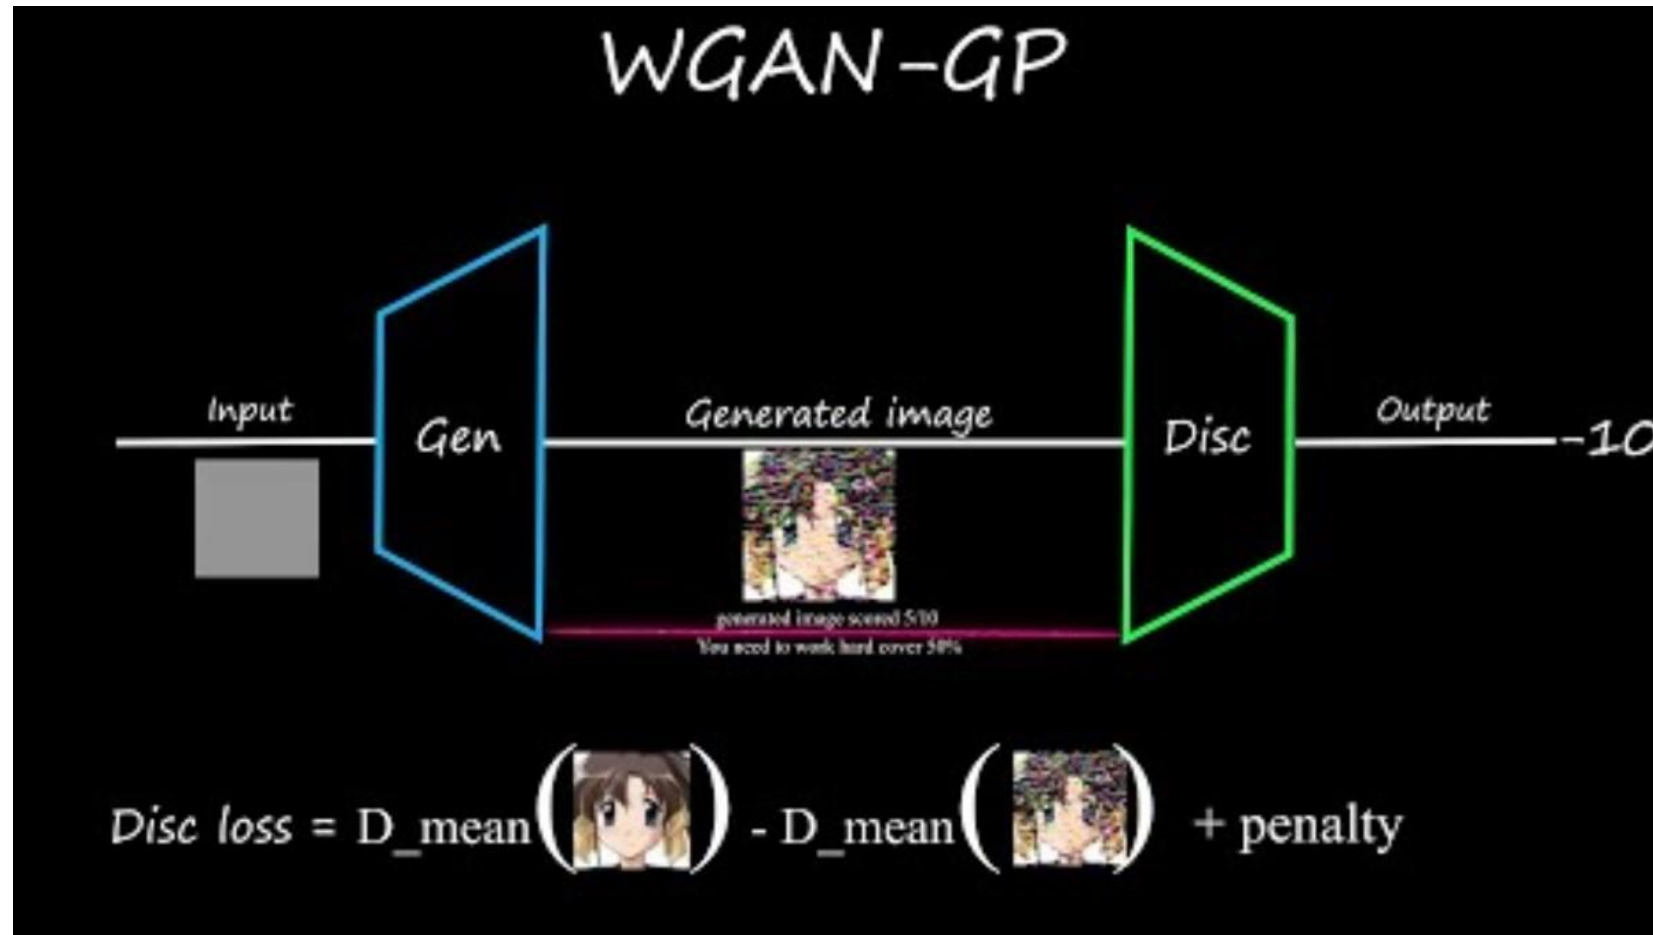 WGAN-GP
Input
Gen
Generated image
Disc
Output
-10
generated image scored 5/10
You need to work hard cover 50%
Disc loss = D_mean( ) - D_mean( ) + penalty